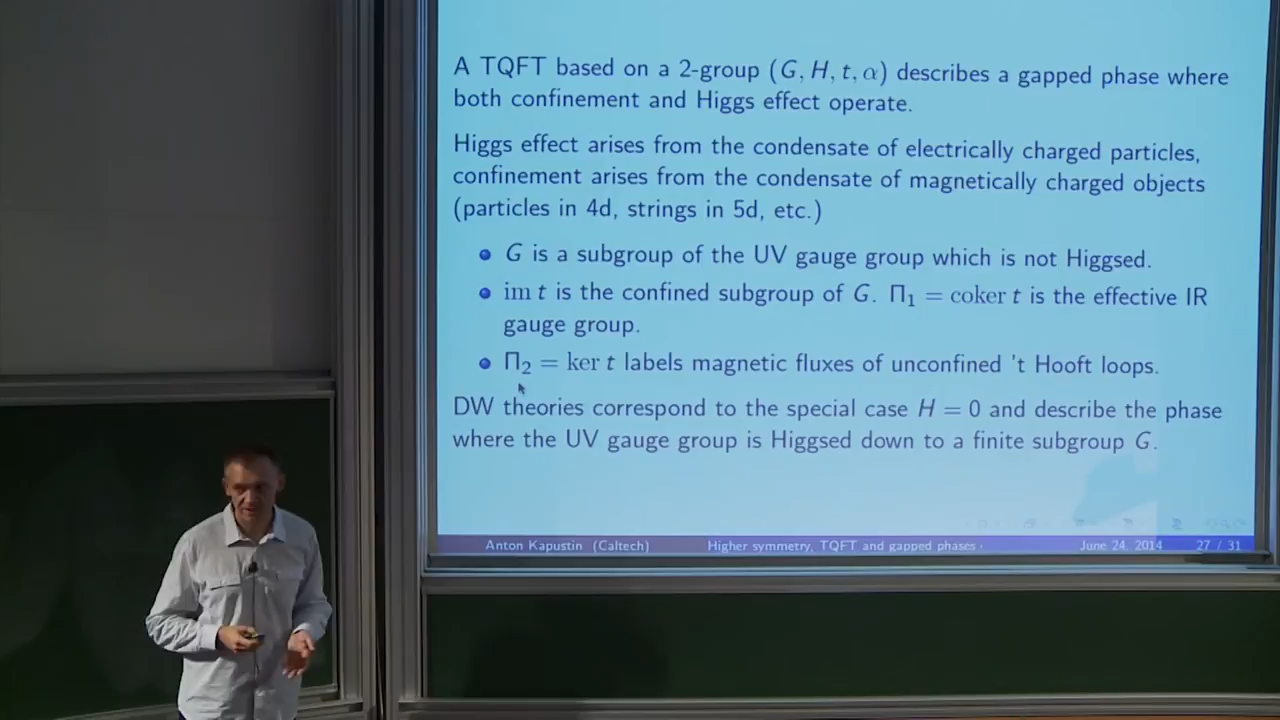 A TQFT based on a 2-group (G, H, t, α) describes a gapped phase where
both confinement and Higgs effect operate.
Higgs effect arises from the condensate of electrically charged particles,
confinement arises from the condensate of magnetically charged objects
(particles in 4d, strings in 5d, etc.)
G is a subgroup of the UV gauge group which is not Higgsed.
im t is the confined subgroup of G. Π₁ = coker t is the effective IR
gauge group.
Π₂ = ker t labels magnetic fluxes of unconfined 't Hooft loops.
DW theories correspond to the special case H = 0 and describe the phase
where the UV gauge group is Higgsed down to a finite subgroup G.
Anton Kapustin (Caltech) Higher symmetry, TQFT and gapped phases June 24, 2014 27 / 31